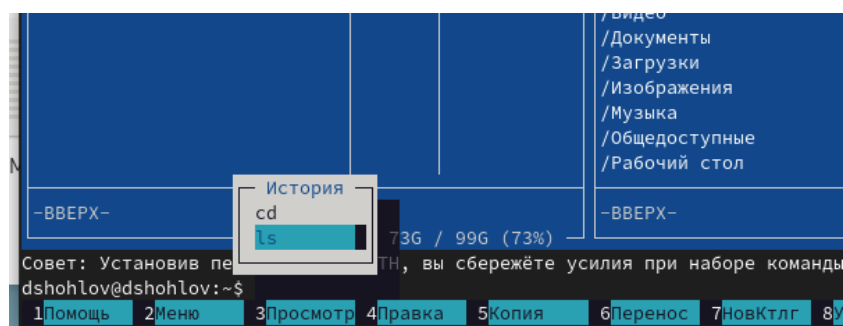 /Видео
/Документы
/Загрузки
/Изображения
/Музыка
/Общедоступные
/Рабочий стол
История
cd
ls
-ВВЕРХ-
-ВВЕРХ-
73G / 99G (73%)
Совет: Установив пе TH, вы сбережёте усилия при наборе команды
dshohlov@dshohlov:~$
1Помощь 2Меню 3Просмотр 4Правка 5Копия 6Перенос 7НовКтлг 8У